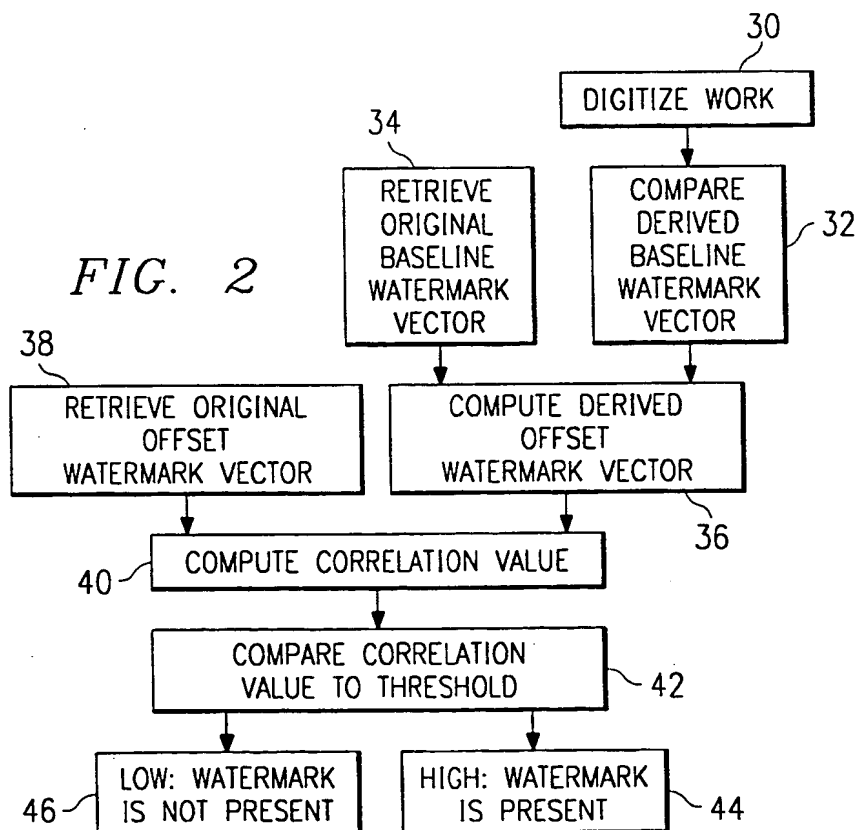 30
DIGITIZE WORK
34
RETRIEVE
ORIGINAL
BASELINE
WATERMARK
VECTOR
COMPARE
DERIVED
BASELINE
WATERMARK
VECTOR
32
FIG. 2
38
RETRIEVE ORIGINAL
OFFSET
WATERMARK VECTOR
COMPUTE DERIVED
OFFSET
WATERMARK VECTOR
36
40
COMPUTE CORRELATION VALUE
COMPARE CORRELATION
VALUE TO THRESHOLD
42
46
LOW: WATERMARK
IS NOT PRESENT
HIGH: WATERMARK
IS PRESENT
44